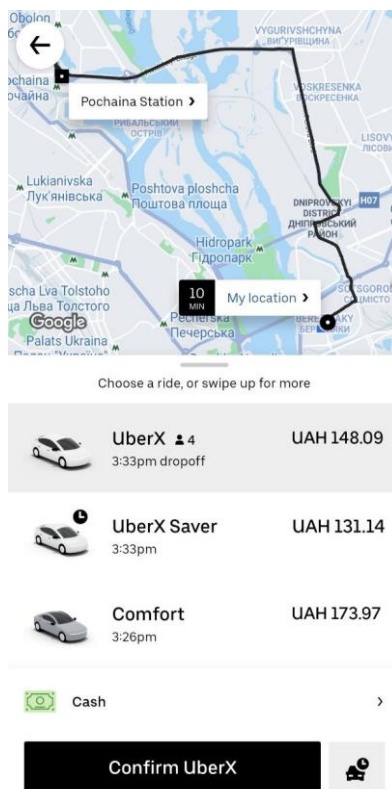 Obolon
VYGURIVSHCHYNA
ВИГУРІВЩИНА
Pochaina Station ›
VOSKRESENKA
ВОСКРЕСЕНКА
РИБАЛЬСЬКИЙ
ОСТРІВ
Lukianivska
Лук'янівська
Poshtova ploshcha
Поштова площа
DNIPROVSKYI
DISTRICT
ДНІПРОВСЬКИЙ
РАЙОН
H07
Hidropark
Гідропарк
10
MIN
My location ›
scha Lva Tolstoho
ща Льва Толстого
Google
Pecherska
Печерська
Palats Ukraina
Choose a ride, or swipe up for more
UberX 4
UAH 148.09
3:33pm dropoff
UberX Saver
UAH 131.14
3:33pm
Comfort
UAH 173.97
3:26pm
Cash ›
Confirm UberX